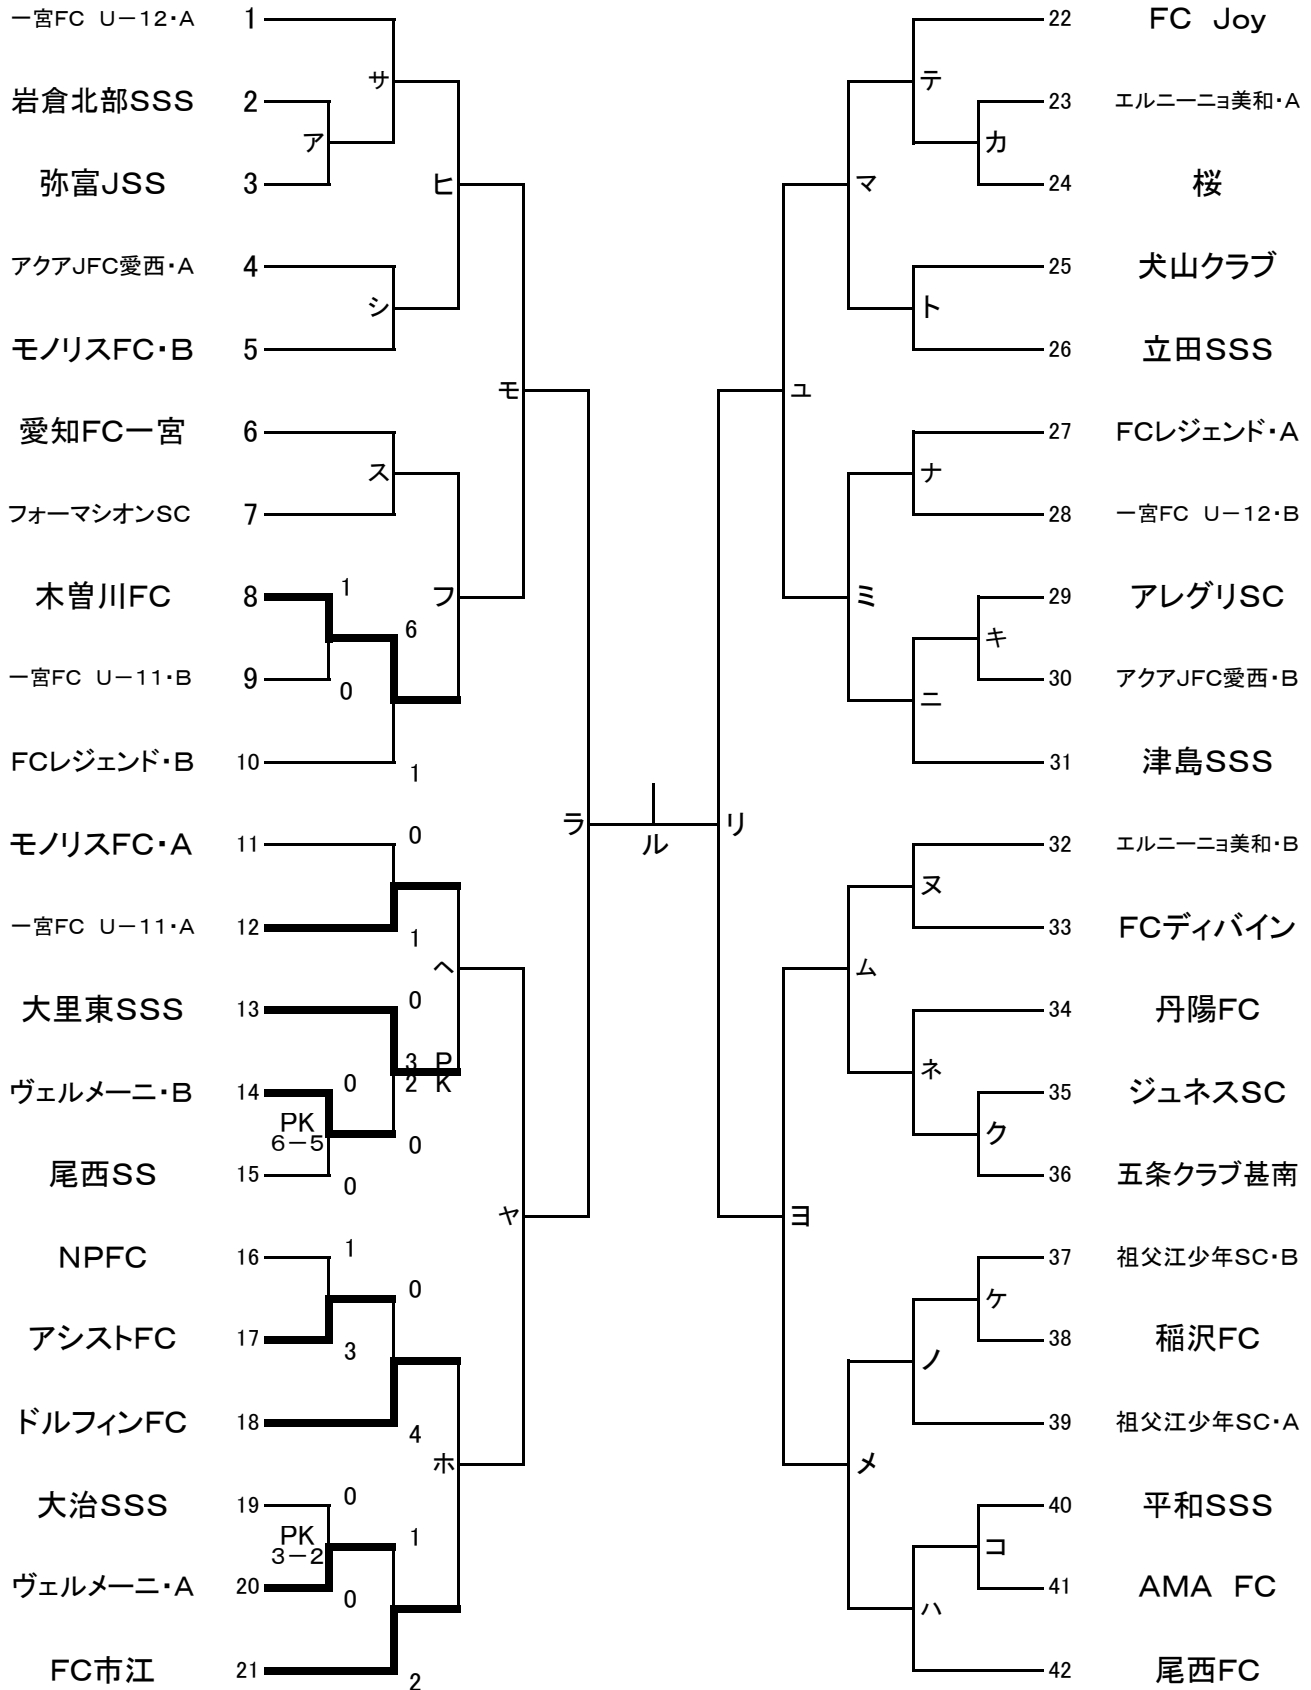 一宮FC U－12・A 1
サ
岩倉北部SSS 2
ア
弥富JSS 3
ヒ
アクアJFC愛西・A 4
シ
モノリスFC・B 5
モ
愛知FC一宮 6
ス
フォーマシオンSC 7
木曽川FC 8 1
フ
6
一宮FC U－11・B 9 0
FCレジェンド・B 10 1
ラ
モノリスFC・A 11 0
一宮FC U－11・A 12 1
ヘ
大里東SSS 13 0
3 P
2 K
ヴェルメーニ・B 14 0
PK
6－5
0
尾西SS 15 0
ヤ
NPFC 16 1
0
アシストFC 17 3
ドルフィンFC 18 4
ホ
大治SSS 19 0
PK
3－2
1
ヴェルメーニ・A 20 0
FC市江 21 2
ル
22 FC Joy
テ
23 エルニーニョ美和・A
カ
24 桜
マ
25 犬山クラブ
ト
26 立田SSS
ユ
27 FCレジェンド・A
ナ
28 一宮FC U－12・B
29 アレグリSC
ミ
キ
30 アクアJFC愛西・B
ニ
31 津島SSS
リ
32 エルニーニョ美和・B
ヌ
33 FCディバイン
ム
34 丹陽FC
ネ
35 ジュネスSC
ク
36 五条クラブ甚南
ヨ
37 祖父江少年SC・B
ケ
38 稲沢FC
ノ
39 祖父江少年SC・A
メ
40 平和SSS
コ
41 AMA FC
ハ
42 尾西FC